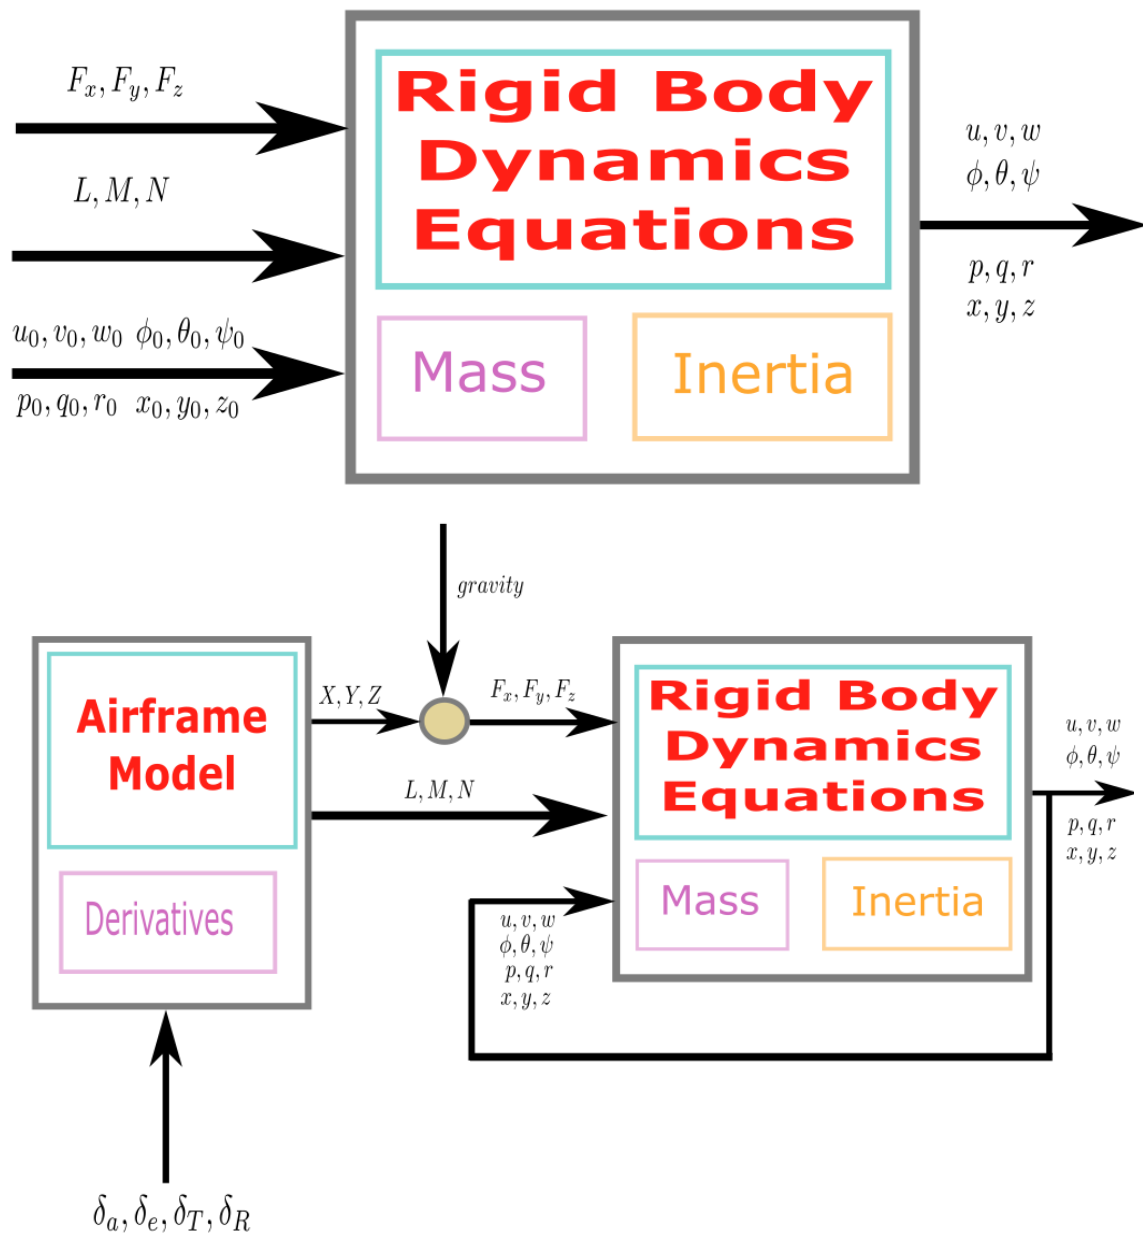 F_x, F_y, F_z
L, M, N
u_0, v_0, w_0 ϕ_0, θ_0, ψ_0
p_0, q_0, r_0 x_0, y_0, z_0
Rigid Body
Dynamics
Equations
Mass
Inertia
u, v, w
ϕ, θ, ψ
p, q, r
x, y, z
gravity
Airframe
Model
Derivatives
δ_a, δ_e, δ_T, δ_R
X, Y, Z
F_x, F_y, F_z
L, M, N
u, v, w
ϕ, θ, ψ
p, q, r
x, y, z
Rigid Body
Dynamics
Equations
Mass
Inertia
u, v, w
ϕ, θ, ψ
p, q, r
x, y, z